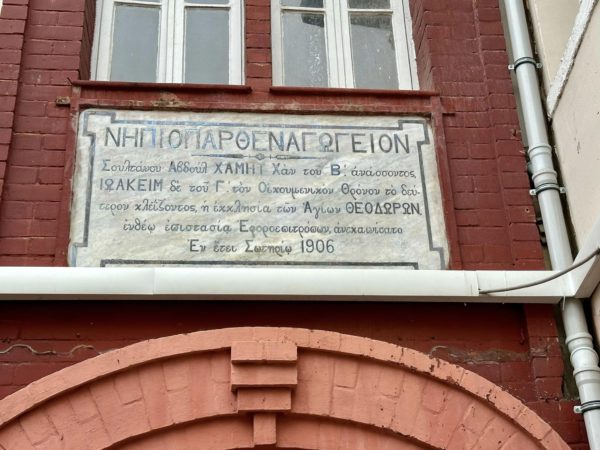 ΝΗΠΙΟΠΑΡΘΕΝΑΓΩΓΕΙΟΝ
Σουλτάνου Αβδούλ ΧΑΜΗΤ Χὰν τοῦ Β: ἀνάσσοντος,
ΙΩΑΚΕΙΜ δὲ τοῦ Γ. τὸν Οἰκουμενικὸν Θρόνον τὸ δεύ-
τερον κλεΐζοντος, ἡ ἐκκλησία τῶν Ἁγίων ΘΕΟΔΩΡΩΝ,
ἐνθέῳ ἐπιστασίᾳ Ἐφοροεπιτρόπων, ἀνεκαινίσατο
Ἐν ἔτει Σωτηρίῳ 1906